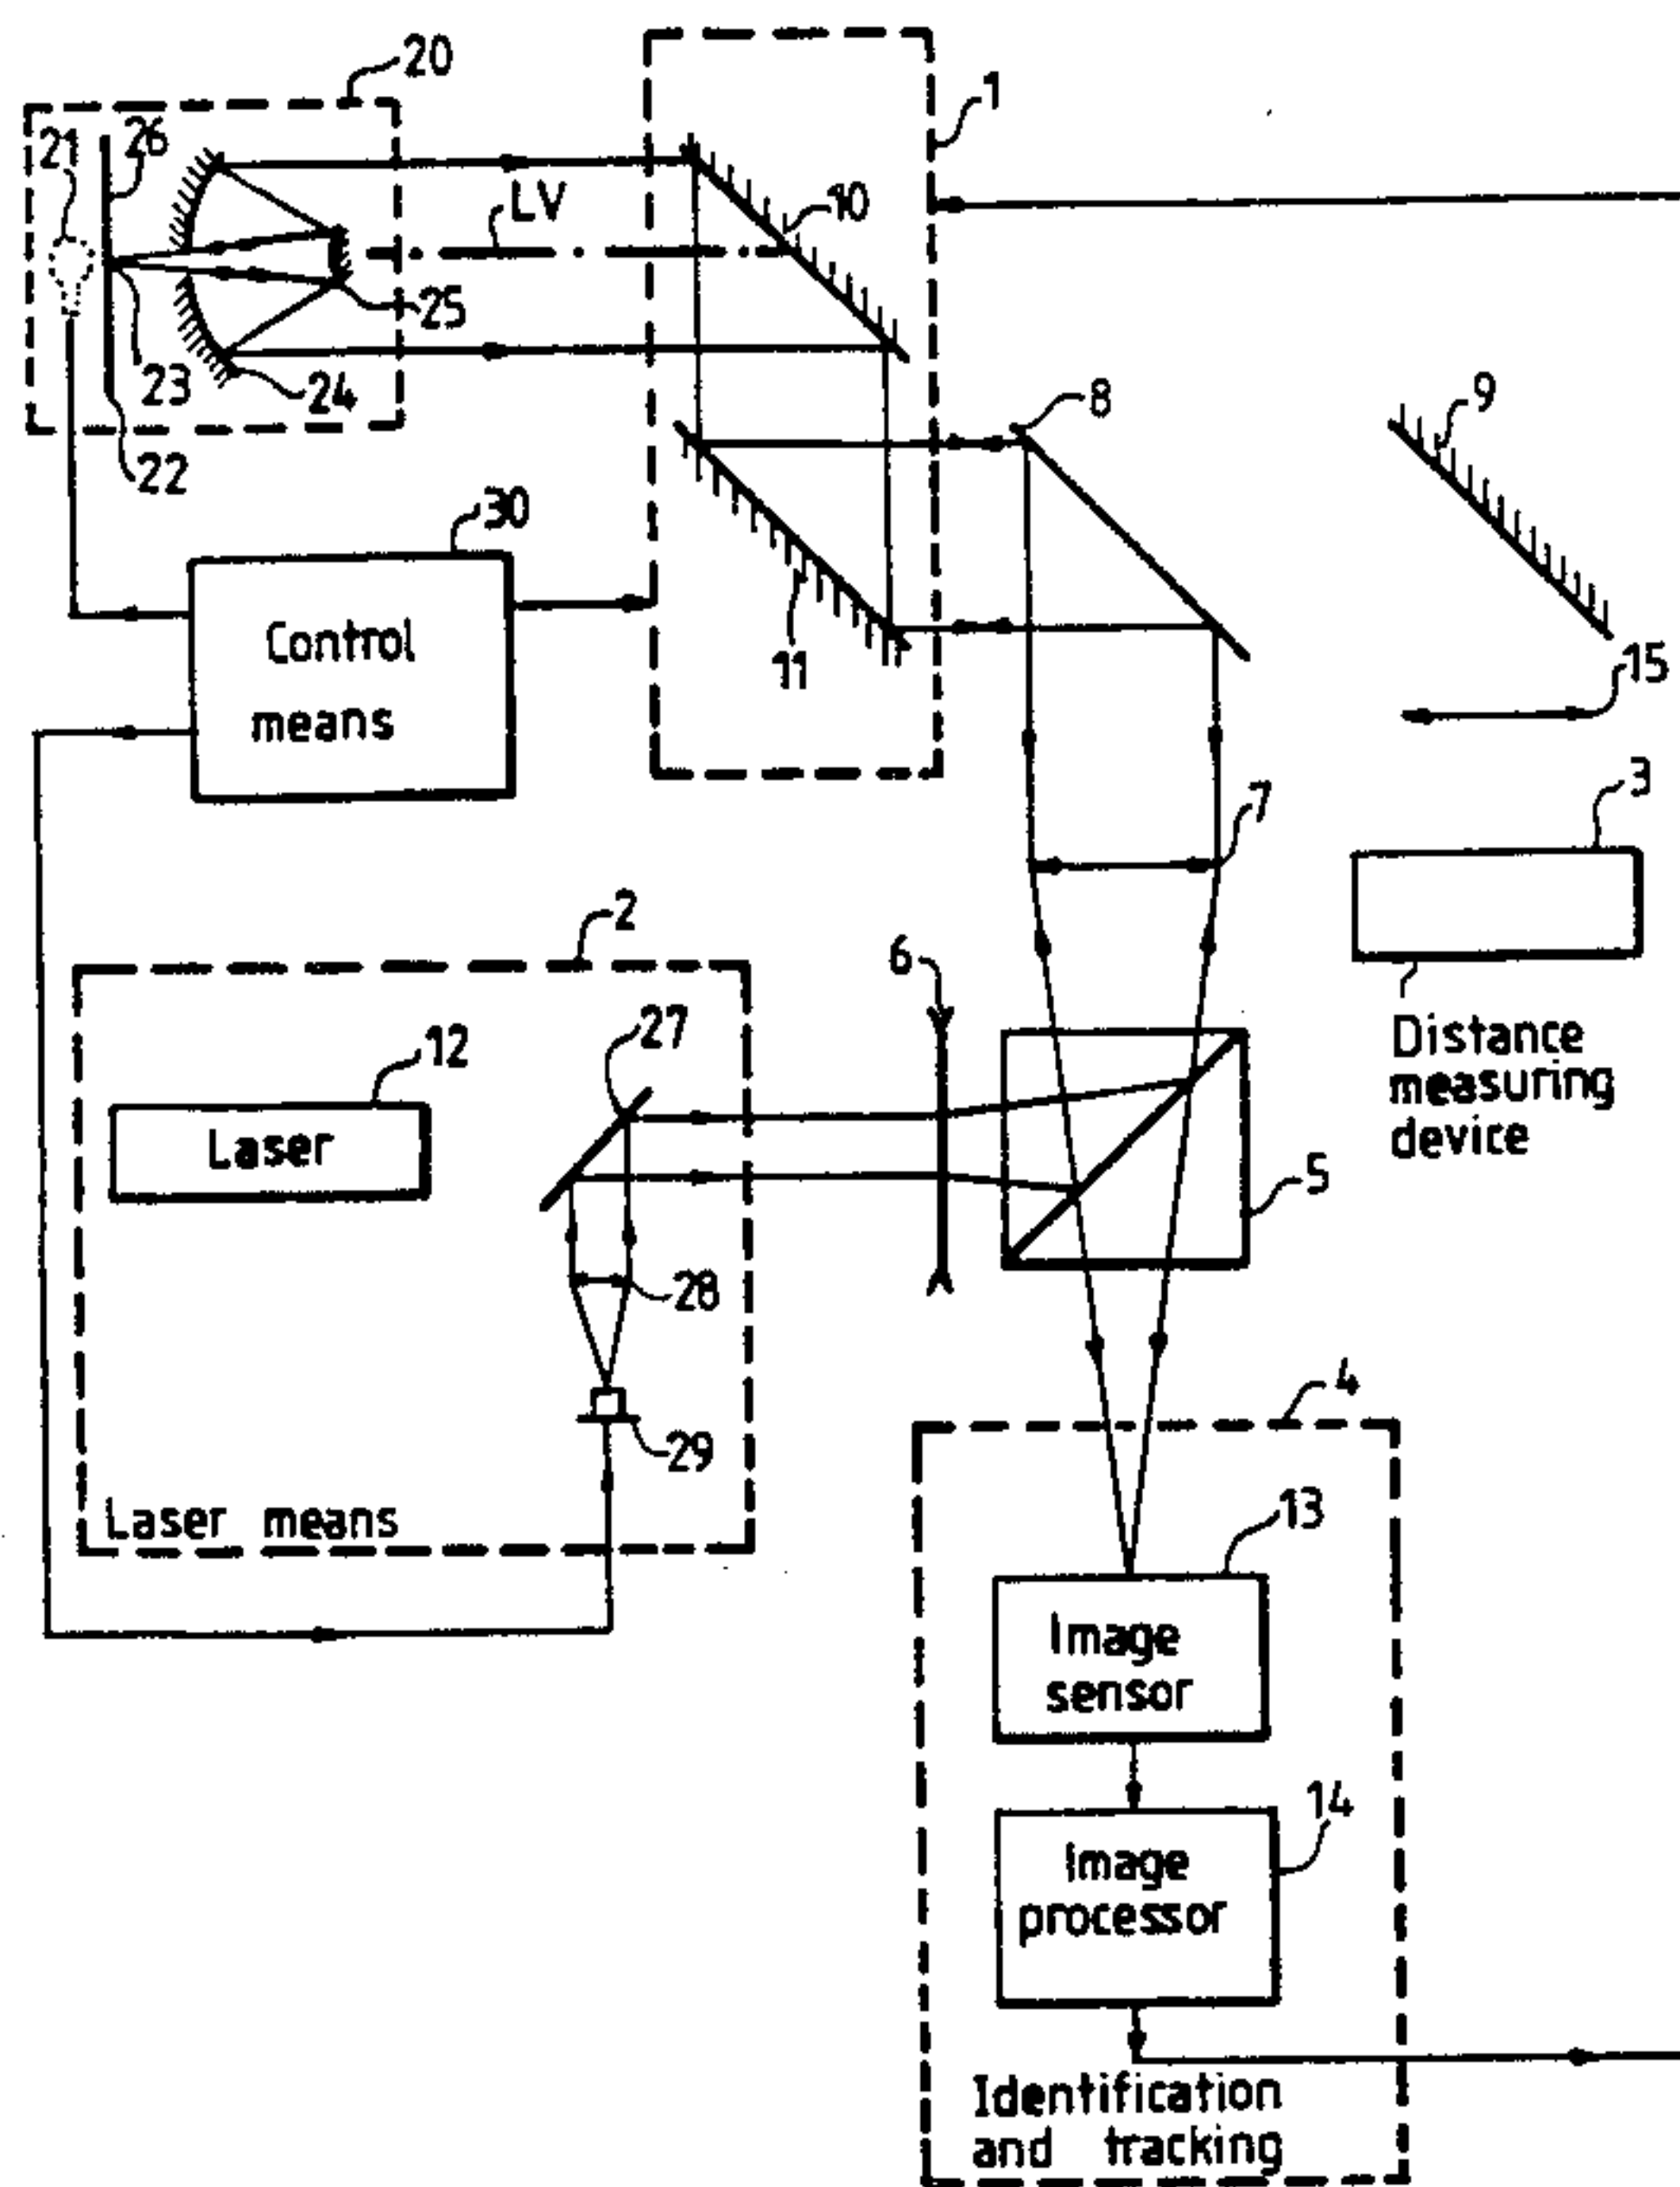 20
1
21
26
LV
10
25
23
24
22
8
9
30
Control
means
11
15
7
3
2
6
27
12
Laser
Distance
measuring
device
5
28
4
29
13
Laser means
Image
sensor
14
Image
processor
Identification
and tracking